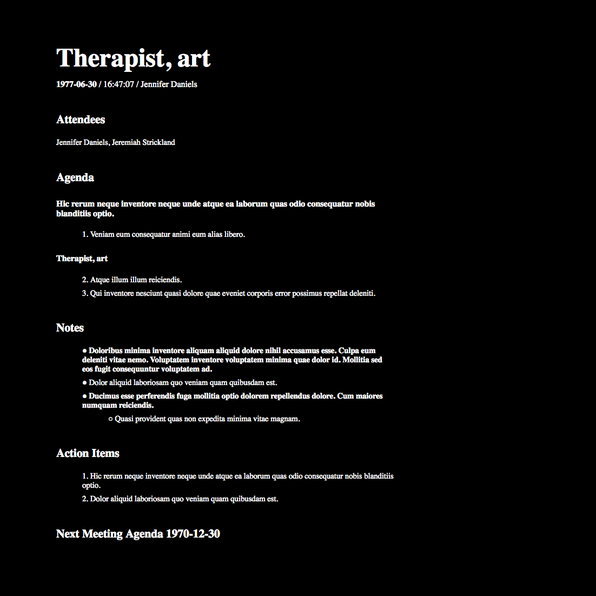 Therapist, art
1977-06-30 / 16:47:07 / Jennifer Daniels
Attendees
Jennifer Daniels, Jeremiah Strickland
Agenda
Hic rerum neque inventore neque unde atque ea laborum quas odio consequatur nobis
blanditiis optio.
1. Veniam eum consequatur animi eum alias libero.
Therapist, art
2. Atque illum illum reiciendis.
3. Qui inventore nesciunt quasi dolore quae eveniet corporis error possimus repellat deleniti.
Notes
● Doloribus minima inventore aliquam aliquid dolore nihil accusamus esse. Culpa eum
deleniti vitae nemo. Voluptatem inventore voluptatem minima quae dolor id. Mollitia sed
eos fugit consequuntur voluptatem ad.
● Dolor aliquid laboriosam quo veniam quam quibusdam est.
● Ducimus esse perferendis fuga mollitia optio dolorem repellendus dolore. Cum maiores
numquam reiciendis.
○ Quasi provident quas non expedita minima vitae magnam.
Action Items
1. Hic rerum neque inventore neque unde atque ea laborum quas odio consequatur nobis blanditiis
optio.
2. Dolor aliquid laboriosam quo veniam quam quibusdam est.
Next Meeting Agenda 1970-12-30